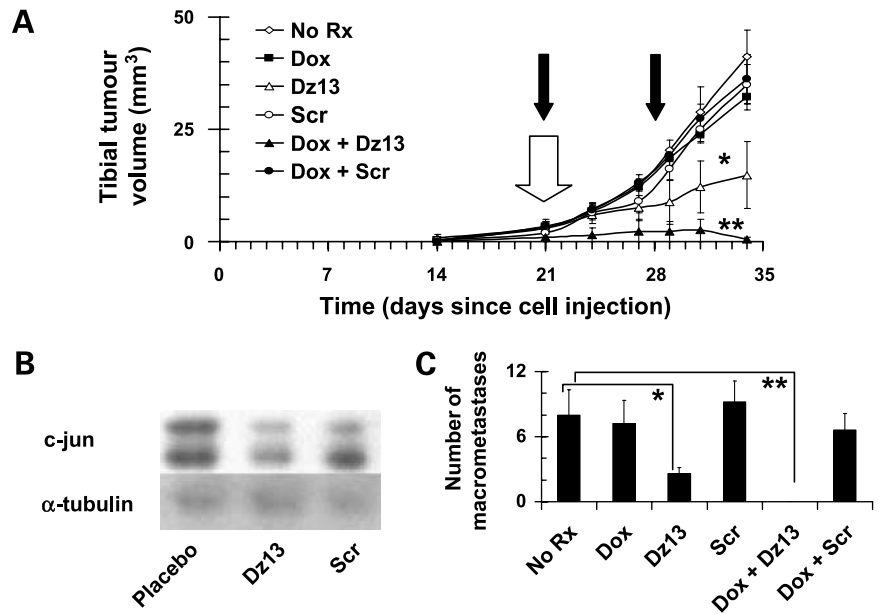 A
Tibial tumour
volume (mm³)
50
25
0
No Rx
Dox
Dz13
Scr
Dox + Dz13
Dox + Scr
*
**
0 7 14 21 28 35
Time (days since cell injection)
B
c-jun
α-tubulin
Placebo
Dz13
Scr
C
Number of
macrometastases
12
6
0
*
**
No Rx
Dox
Dz13
Scr
Dox + Dz13
Dox + Scr